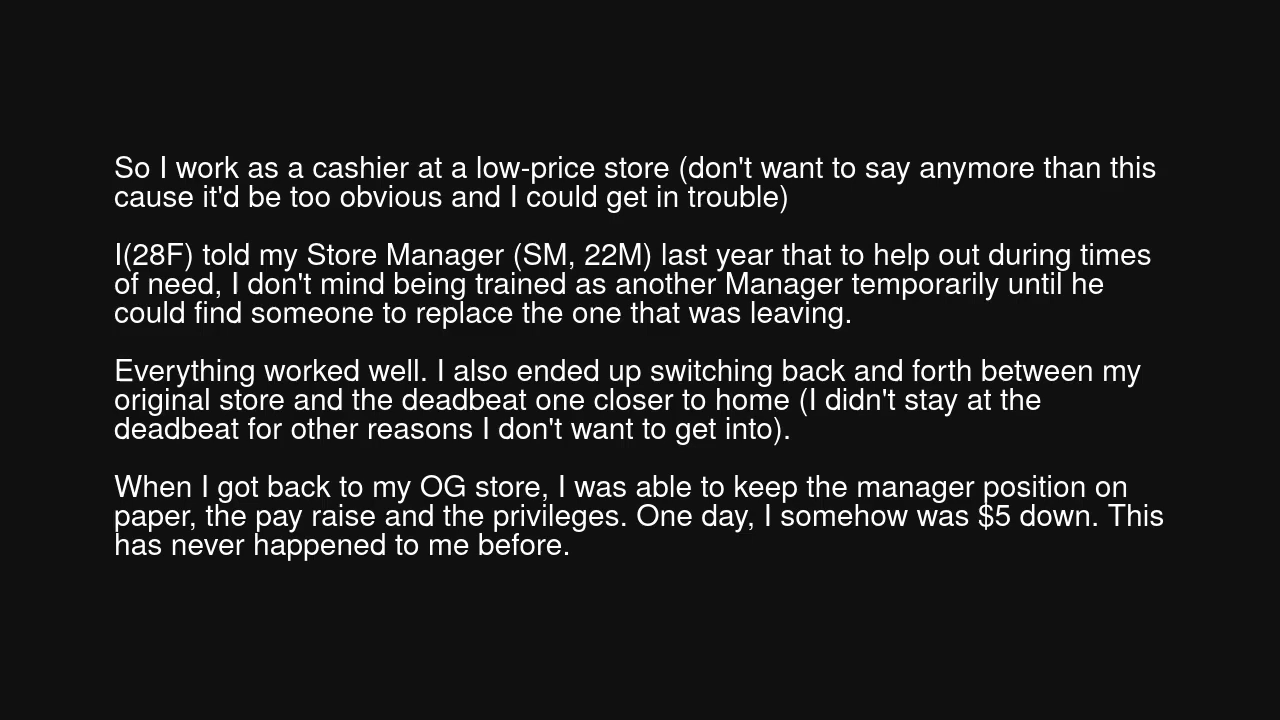 So I work as a cashier at a low-price store (don't want to say anymore than this
cause it'd be too obvious and I could get in trouble)
I(28F) told my Store Manager (SM, 22M) last year that to help out during times
of need, I don't mind being trained as another Manager temporarily until he
could find someone to replace the one that was leaving.
Everything worked well. I also ended up switching back and forth between my
original store and the deadbeat one closer to home (I didn't stay at the
deadbeat for other reasons I don't want to get into).
When I got back to my OG store, I was able to keep the manager position on
paper, the pay raise and the privileges. One day, I somehow was $5 down. This
has never happened to me before.